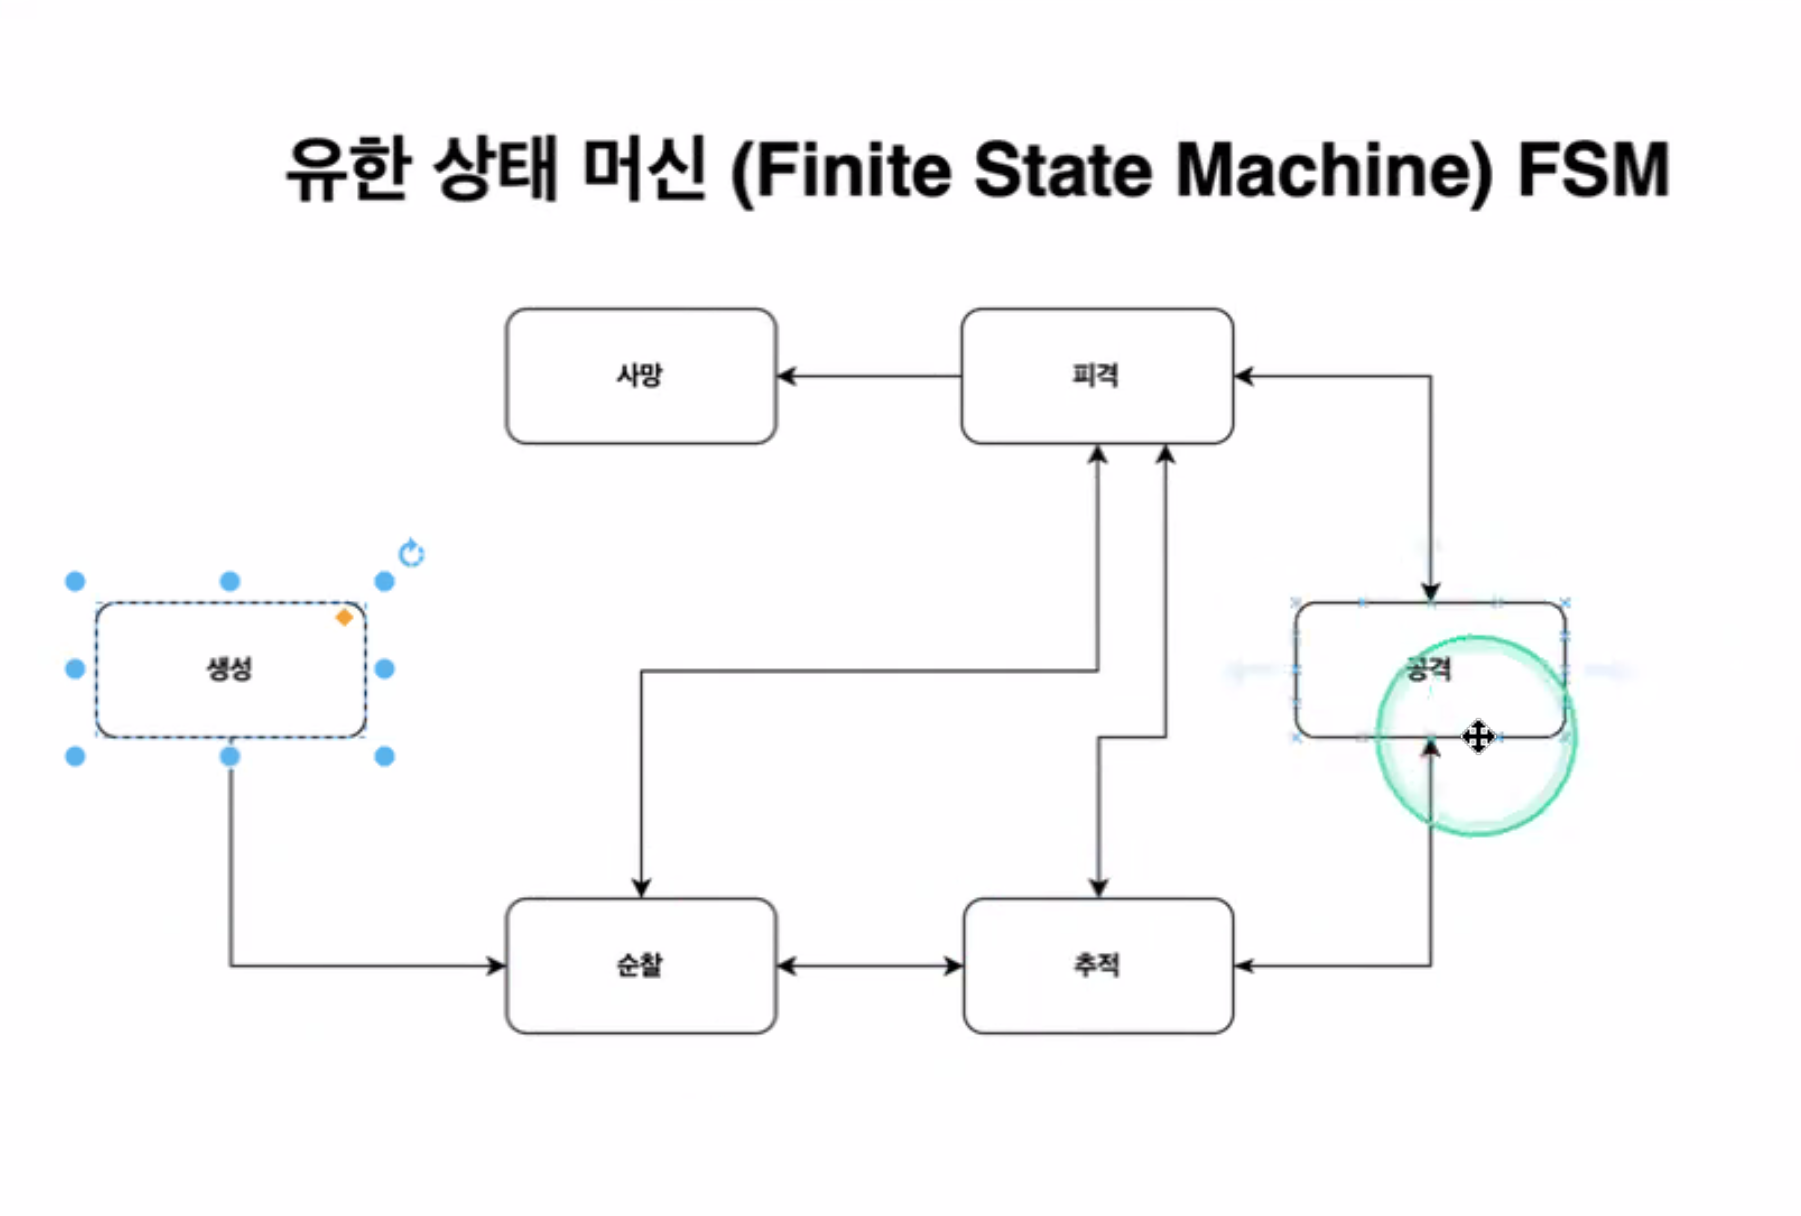 유한 상태 머신 (Finite State Machine) FSM
사망
피격
생성
공격
순찰
추적